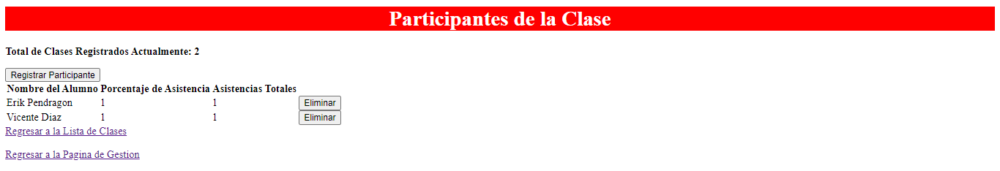 Participantes de la Clase
Total de Clases Registrados Actualmente: 2
Registrar Participante
Nombre del Alumno Porcentaje de Asistencia Asistencias Totales
Erik Pendragon 1 1 Eliminar
Vicente Diaz 1 1 Eliminar
Regresar a la Lista de Clases
Regresar a la Pagina de Gestion